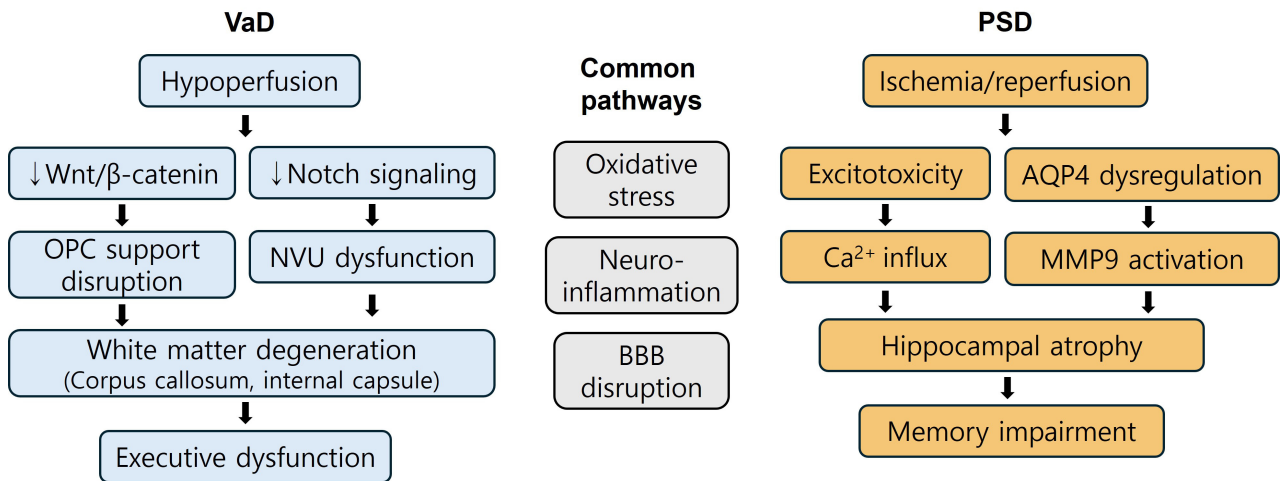 VaD
Hypoperfusion
↓Wnt/β-catenin
↓Notch signaling
OPC support
disruption
NVU dysfunction
White matter degeneration
(Corpus callosum, internal capsule)
Executive dysfunction
Common
pathways
Oxidative
stress
Neuro-
inflammation
BBB
disruption
PSD
Ischemia/reperfusion
Excitotoxicity
AQP4 dysregulation
Ca²⁺ influx
MMP9 activation
Hippocampal atrophy
Memory impairment